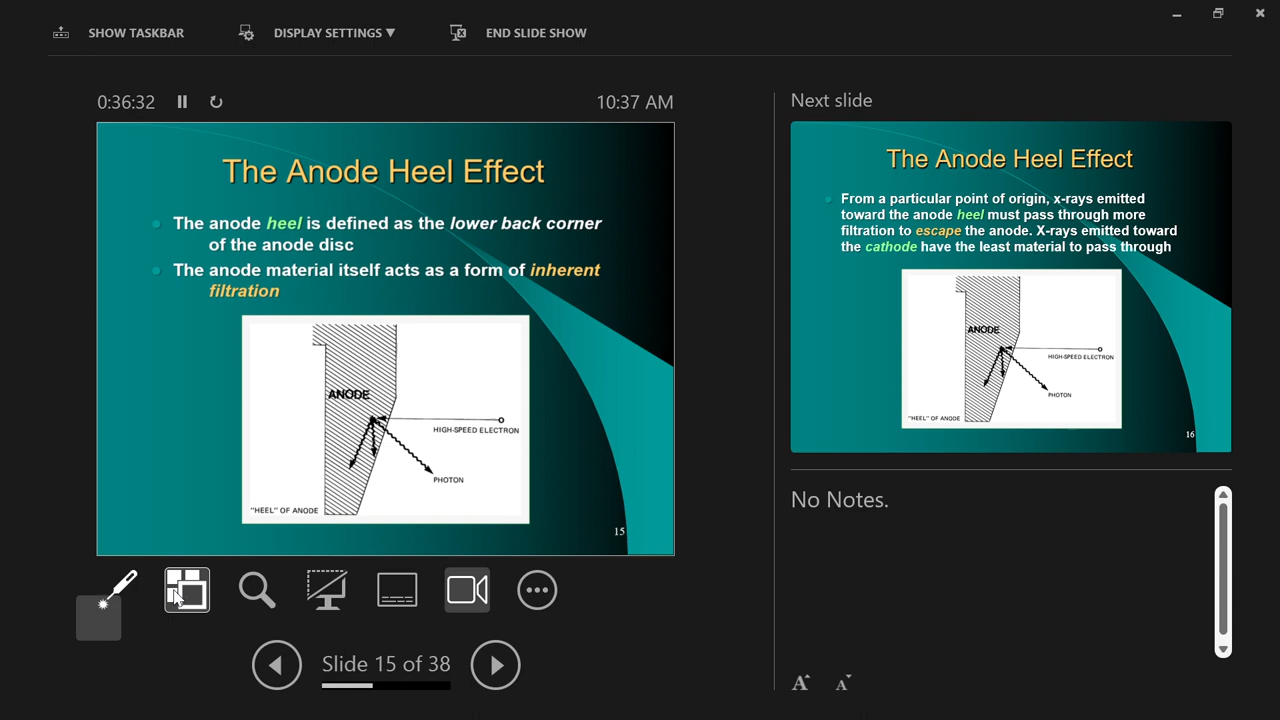 SHOW TASKBAR
DISPLAY SETTINGS ▼
END SLIDE SHOW
0:36:32
10:37 AM
The Anode Heel Effect
The anode heel is defined as the lower back corner
of the anode disc
The anode material itself acts as a form of inherent
filtration
ANODE
HIGH-SPEED ELECTRON
PHOTON
"HEEL" OF ANODE
15
Slide 15 of 38
Next slide
The Anode Heel Effect
From a particular point of origin, x-rays emitted
toward the anode heel must pass through more
filtration to escape the anode. X-rays emitted toward
the cathode have the least material to pass through
ANODE
HIGH-SPEED ELECTRON
PHOTON
"HEEL" OF ANODE
16
No Notes.
A
A